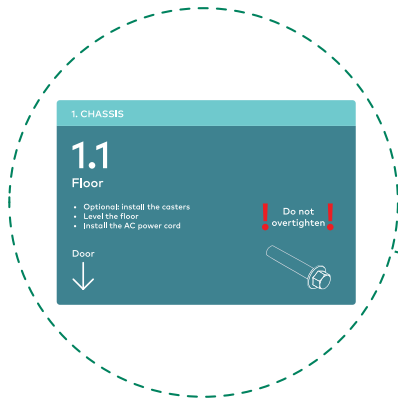 1. CHASSIS
1.1
Floor
• Optional: install the casters
• Level the floor
• Install the AC power cord
! Do not !
overtighten
Door